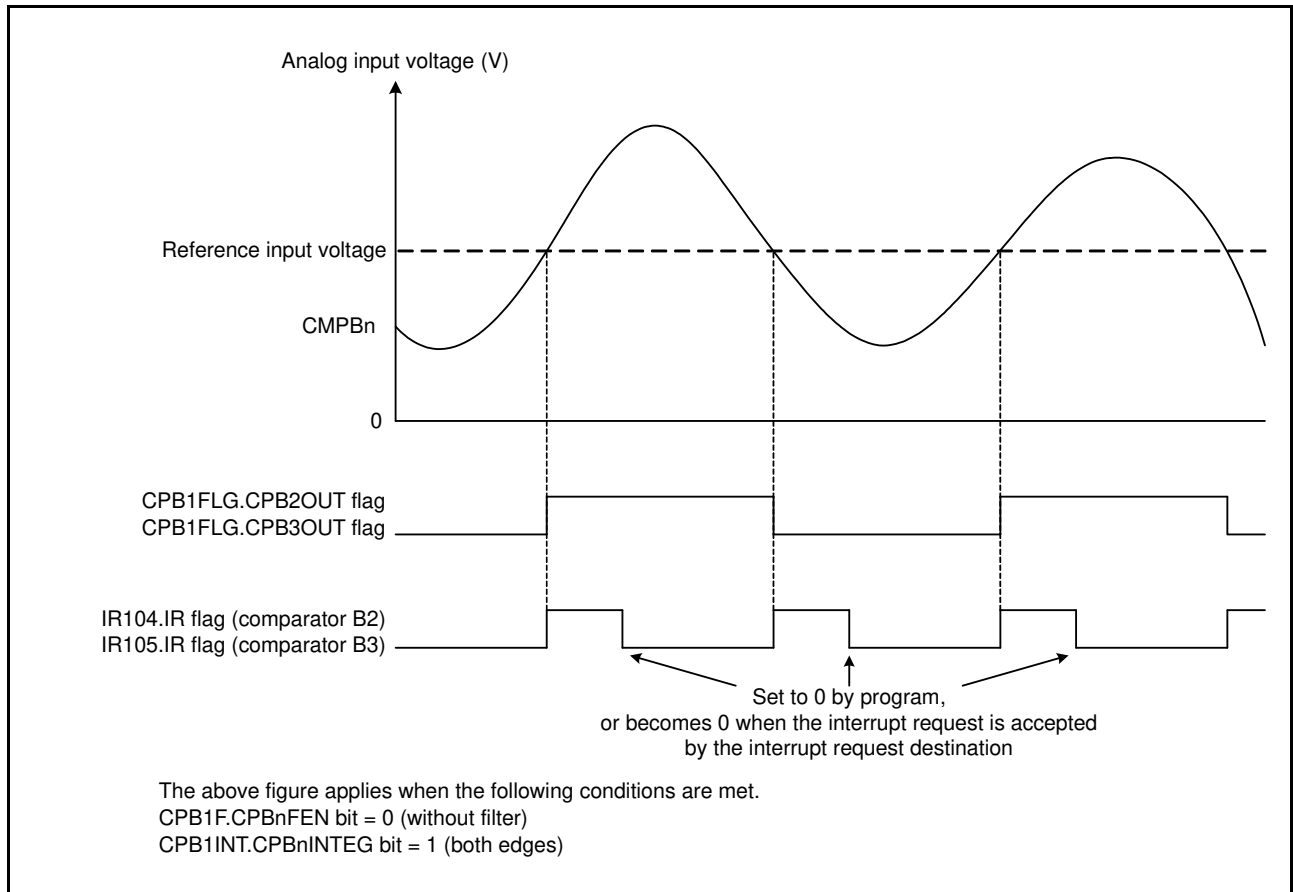 Analog input voltage (V)
Reference input voltage
CMPBn
0
CPB1FLG.CPB2OUT flag
CPB1FLG.CPB3OUT flag
IR104.IR flag (comparator B2)
IR105.IR flag (comparator B3)
Set to 0 by program,
or becomes 0 when the interrupt request is accepted
by the interrupt request destination
The above figure applies when the following conditions are met.
CPB1F.CPBnFEN bit = 0 (without filter)
CPB1INT.CPBnINTEG bit = 1 (both edges)